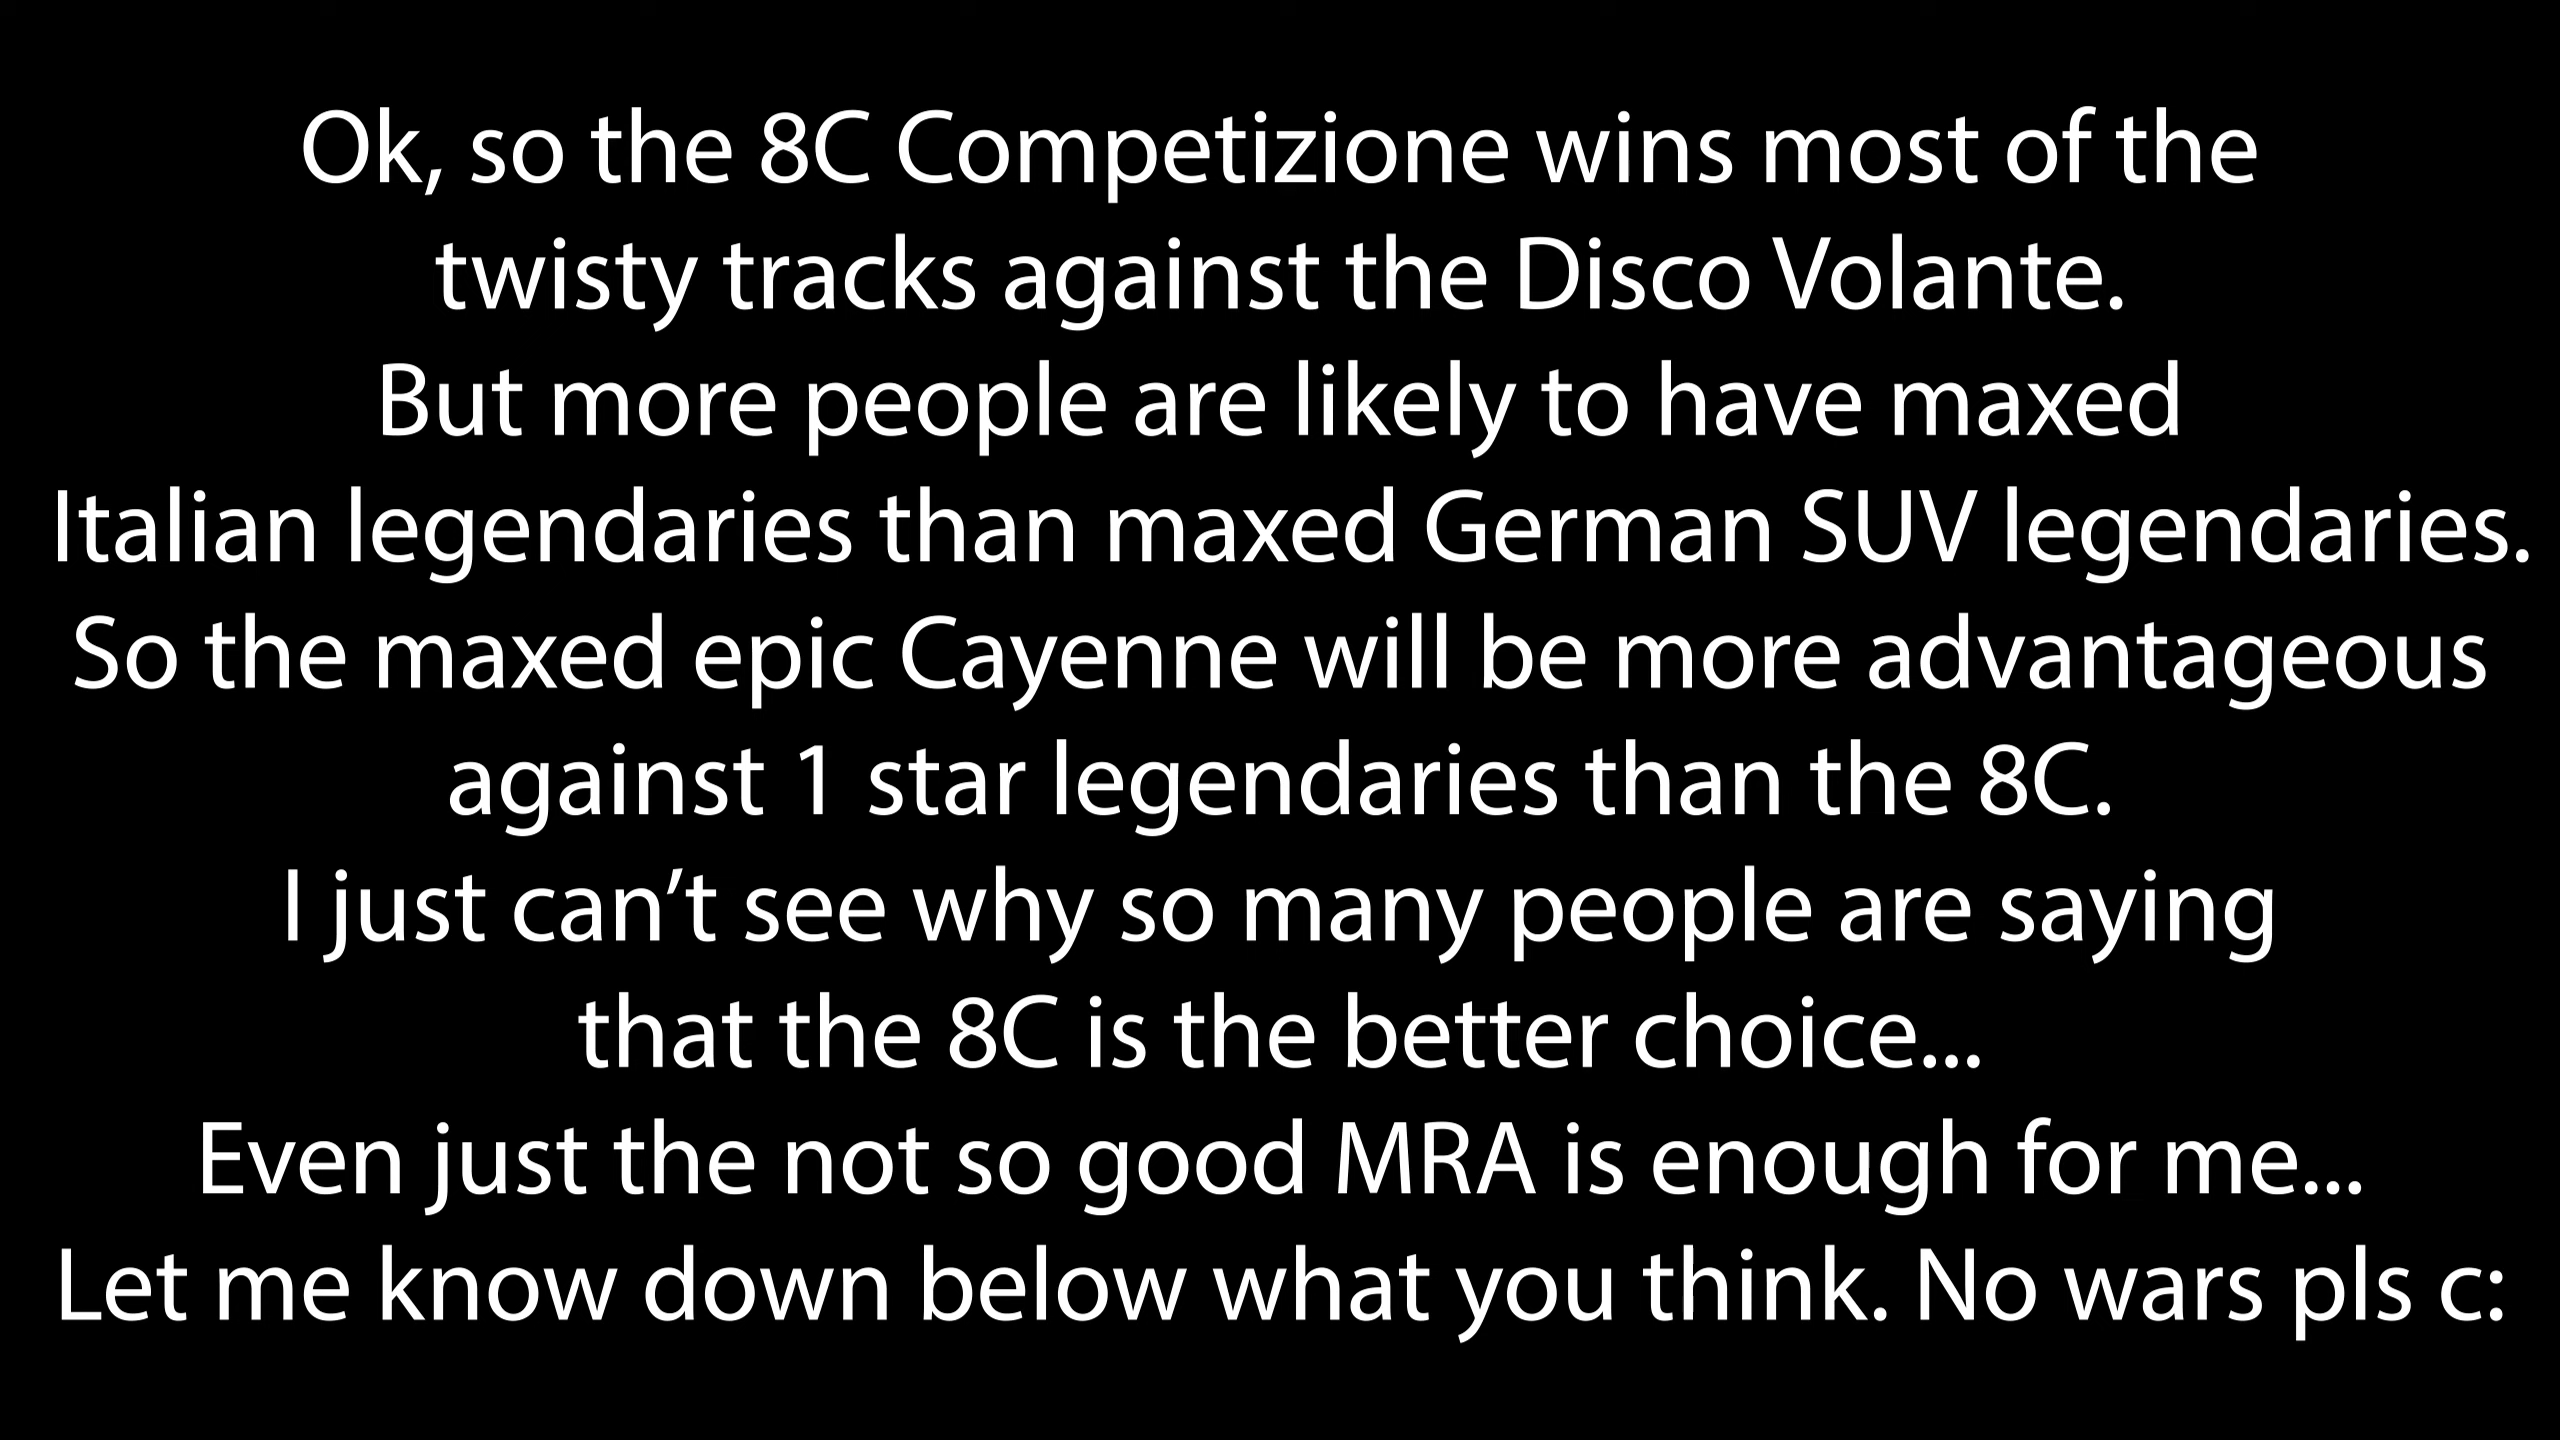 Ok, so the 8C Competizione wins most of the
twisty tracks against the Disco Volante.
But more people are likely to have maxed
Italian legendaries than maxed German SUV legendaries.
So the maxed epic Cayenne will be more advantageous
against 1 star legendaries than the 8C.
I just can’t see why so many people are saying
that the 8C is the better choice...
Even just the not so good MRA is enough for me...
Let me know down below what you think. No wars pls c: